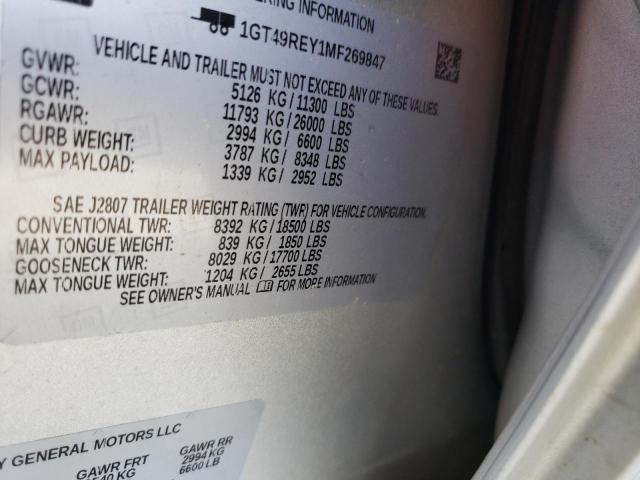 ERING INFORMATION
1GT49REY1MF269847
VEHICLE AND TRAILER MUST NOT EXCEED ANY OF THESE VALUES.
GVWR: 5126 KG/11300 LBS
GCWR: 11793 KG/26000 LBS
RGAWR: 2994 KG/ 6600 LBS
CURB WEIGHT: 3787 KG/ 8348 LBS
MAX PAYLOAD: 1339 KG/ 2952 LBS
SAE J2807 TRAILER WEIGHT RATING (TWR) FOR VEHICLE CONFIGURATION.
CONVENTIONAL TWR: 8392 KG/18500 LBS
MAX TONGUE WEIGHT: 839 KG/ 1850 LBS
GOOSENECK TWR: 8029 KG/17700 LBS
MAX TONGUE WEIGHT: 1204 KG/ 2655 LBS
SEE OWNER'S MANUAL FOR MORE INFORMATION
Y GENERAL MOTORS LLC
GAWR FRT GAWR RR
540 KG 2994 KG
6600 LB